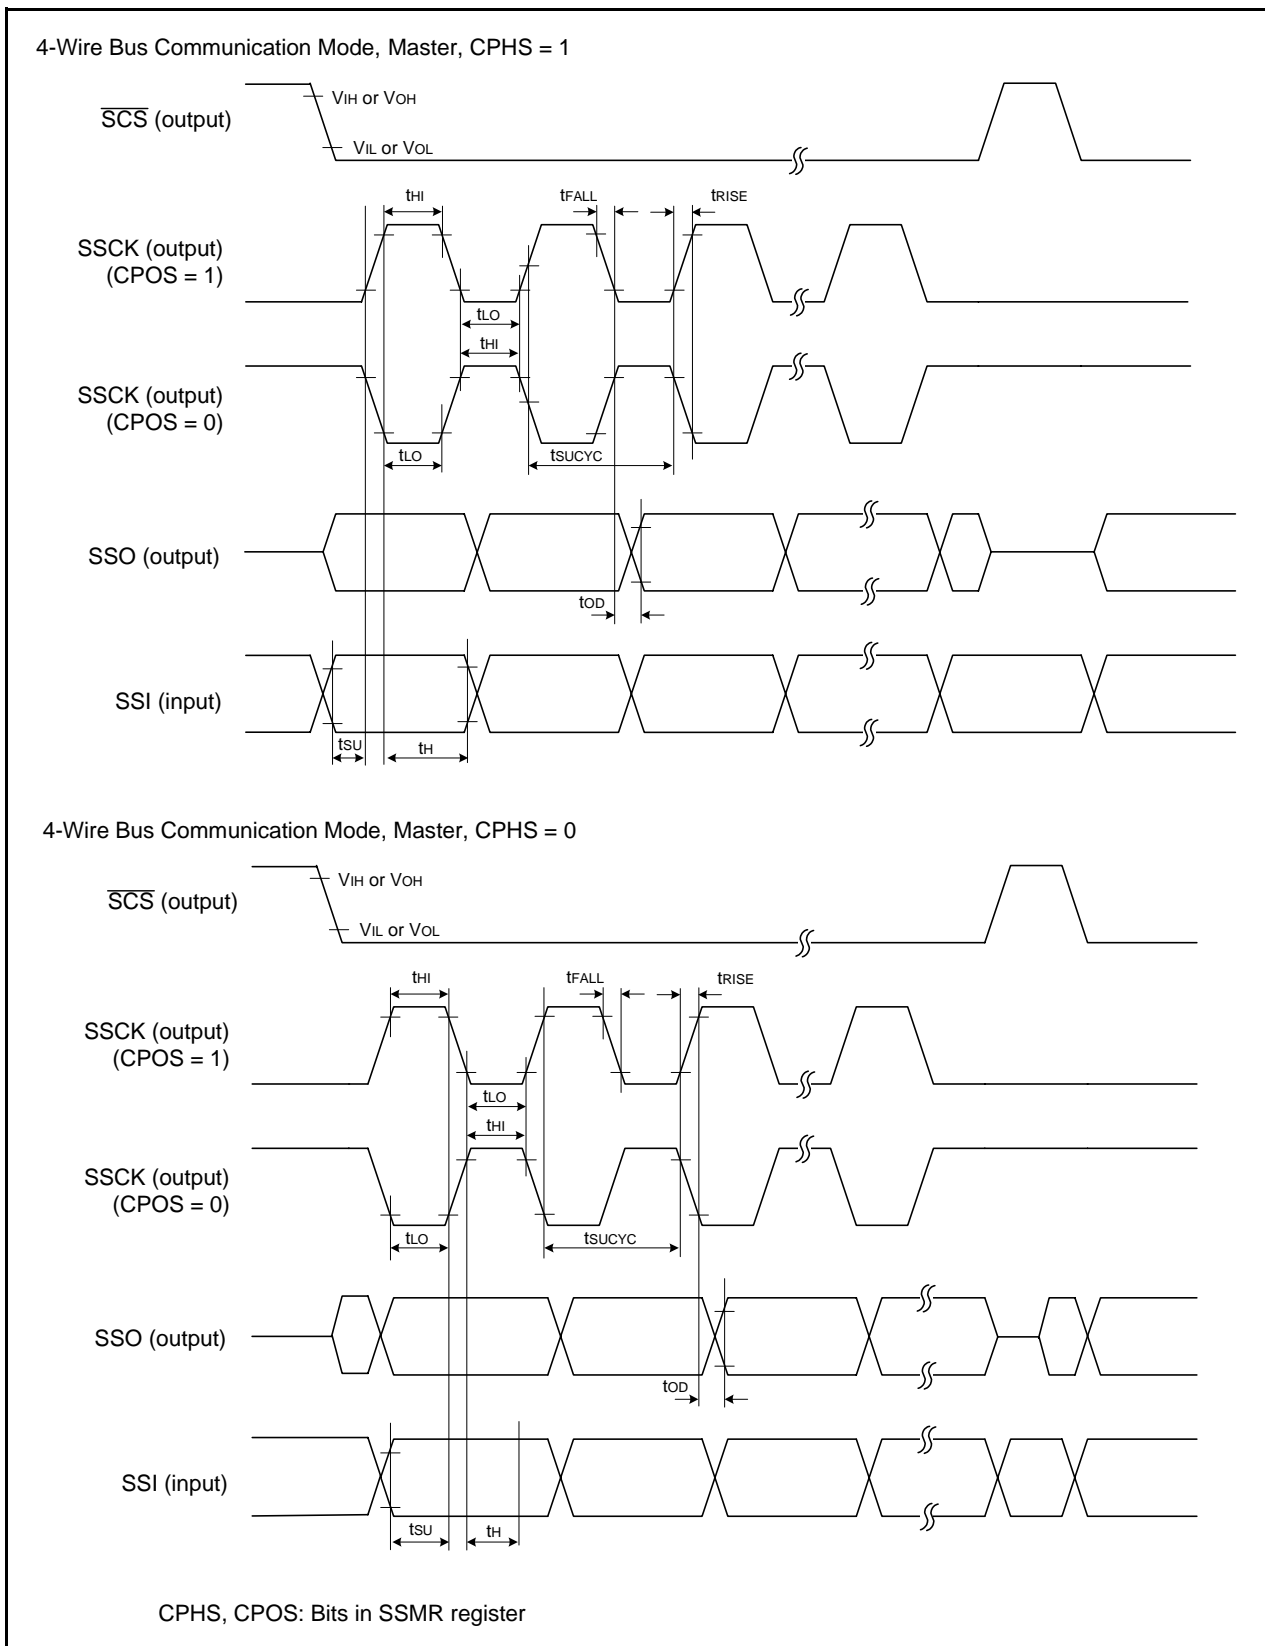 4-Wire Bus Communication Mode, Master, CPHS = 1
SCS (output)
VIH or VOH
VIL or VOL
tHI
tFALL
tRISE
SSCK (output)
(CPOS = 1)
tLO
tHI
SSCK (output)
(CPOS = 0)
tLO
tSUCYC
SSO (output)
tOD
SSI (input)
tSU
tH
4-Wire Bus Communication Mode, Master, CPHS = 0
SCS (output)
VIH or VOH
VIL or VOL
tHI
tFALL
tRISE
SSCK (output)
(CPOS = 1)
tLO
tHI
SSCK (output)
(CPOS = 0)
tLO
tSUCYC
SSO (output)
tOD
SSI (input)
tSU
tH
CPHS, CPOS: Bits in SSMR register